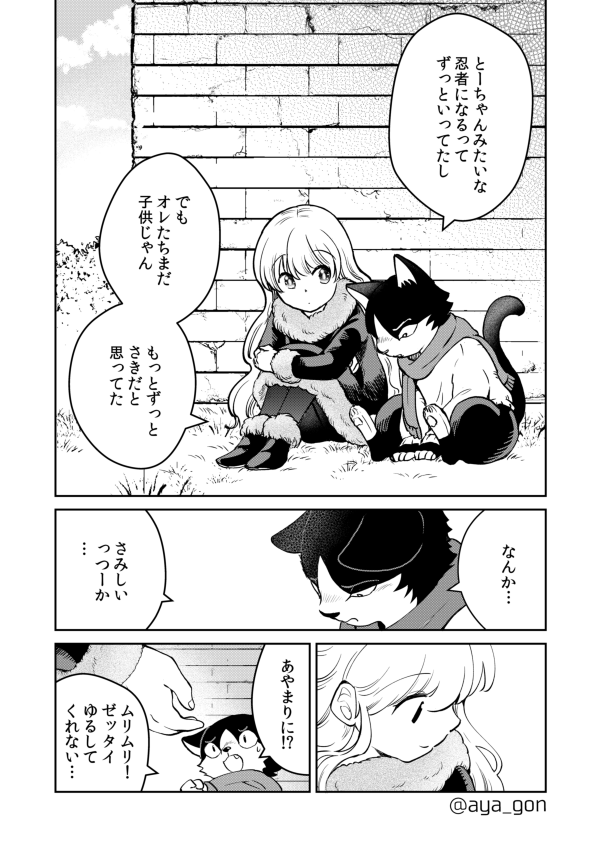 とーちゃんみたいな
忍者になるって
ずっといってたし
でも
オレたちまだ
子供じゃん
もっとずっと
さきだと
思ってた
なんか…
さみしい
っつーか
…
あやまりに!?
ムリムリ！
ゼッタイ
ゆるして
くれない…
@aya_gon